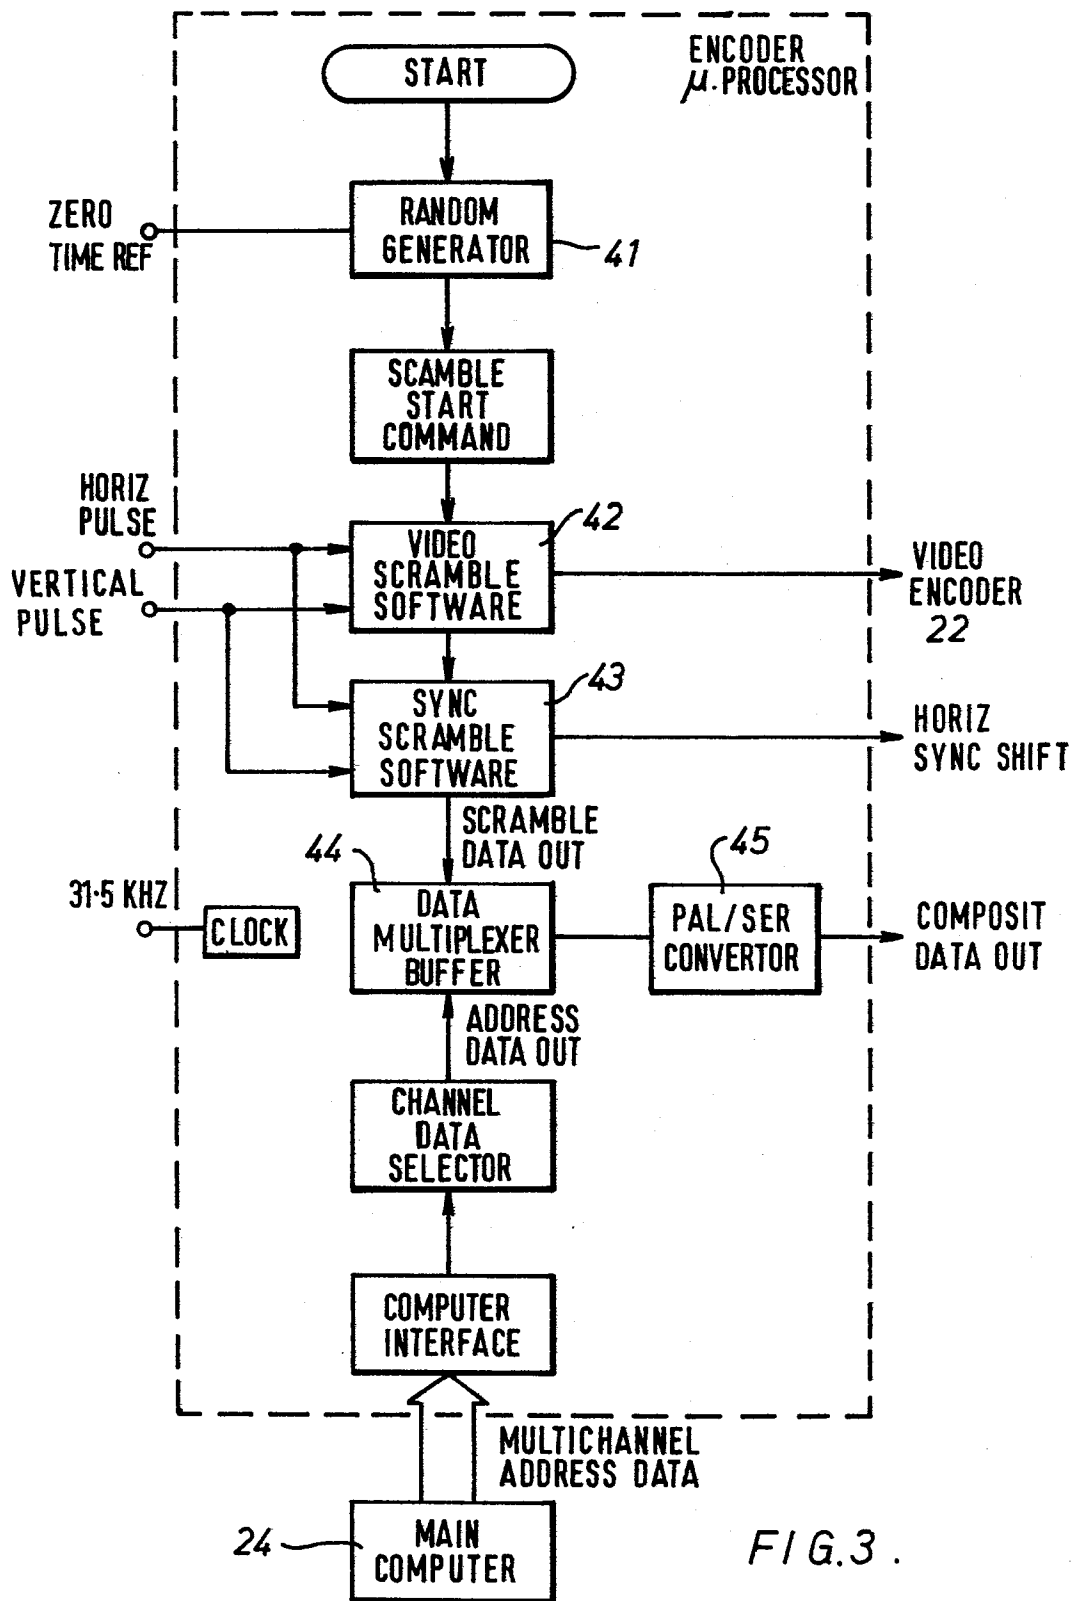 ENCODER
µ. PROCESSOR
START
ZERO
TIME REF
RANDOM
GENERATOR
41
SCAMBLE
START
COMMAND
HORIZ
PULSE
VERTICAL
PULSE
42
VIDEO
SCRAMBLE
SOFTWARE
VIDEO
ENCODER
22
43
SYNC
SCRAMBLE
SOFTWARE
HORIZ
SYNC SHIFT
SCRAMBLE
DATA OUT
31·5 KHZ
CLOCK
44
DATA
MULTIPLEXER
BUFFER
45
PAL/SER
CONVERTOR
COMPOSIT
DATA OUT
ADDRESS
DATA OUT
CHANNEL
DATA
SELECTOR
COMPUTER
INTERFACE
MULTICHANNEL
ADDRESS DATA
24
MAIN
COMPUTER
FIG.3.